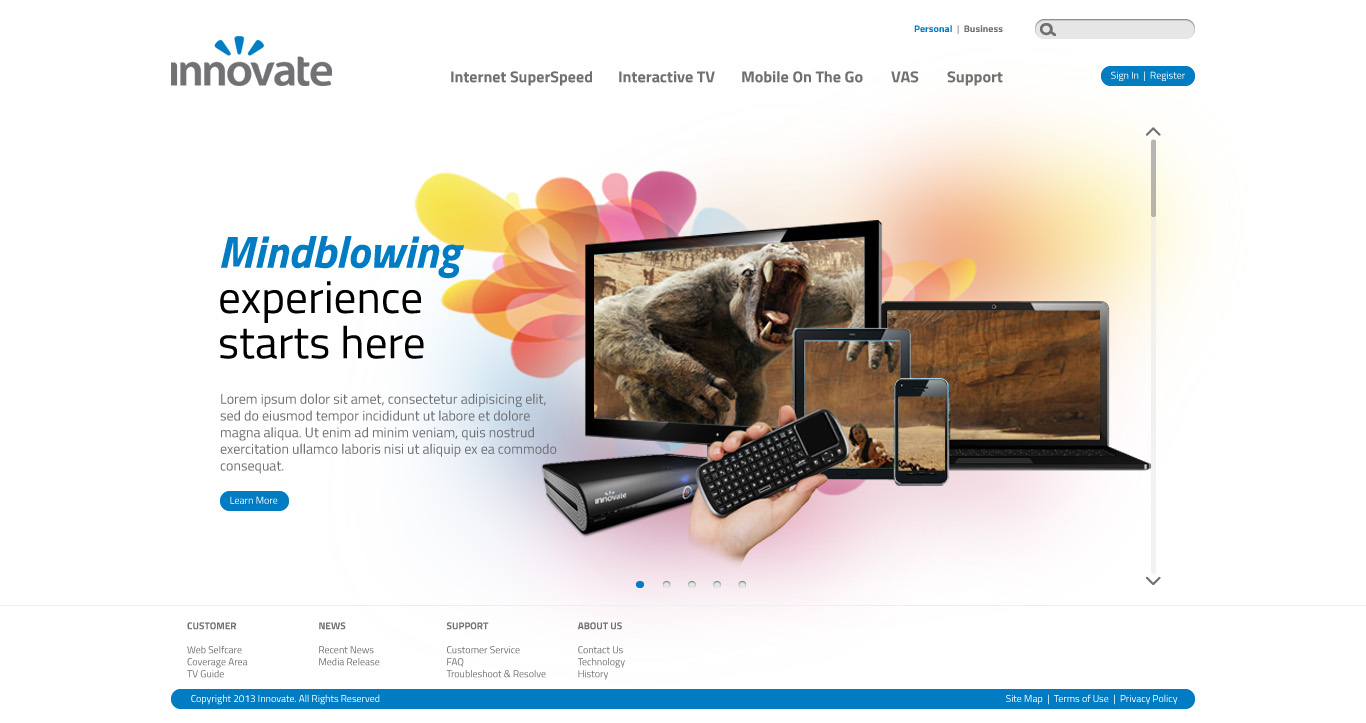 Personal | Business
innovate
Internet SuperSpeed Interactive TV Mobile On The Go VAS Support
Sign In | Register
Mindblowing
experience
starts here
Lorem ipsum dolor sit amet, consectetur adipisicing elit,
sed do eiusmod tempor incididunt ut labore et dolore
magna aliqua. Ut enim ad minim veniam, quis nostrud
exercitation ullamco laboris nisi ut aliquip ex ea commodo
consequat.
Learn More
innovate
CUSTOMER
Web Selfcare
Coverage Area
TV Guide
NEWS
Recent News
Media Release
SUPPORT
Customer Service
FAQ
Troubleshoot & Resolve
ABOUT US
Contact Us
Technology
History
Copyright 2013 Innovate. All Rights Reserved
Site Map | Terms of Use | Privacy Policy